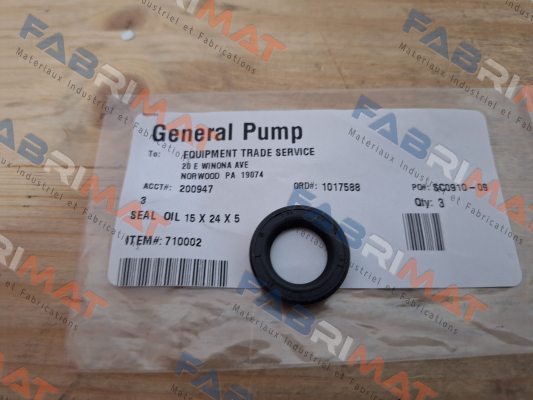 General Pump
To: EQUIPMENT TRADE SERVICE
20 E WINONA AVE
NORWOOD PA 19074
ACCT#: 200947 ORD#: 1017588 PO#: SC0910-09
3 Qty: 3
SEAL OIL 15 X 24 X 5
ITEM#: 710002
FABRIMAT
Materiaux Industriel et Fabrications